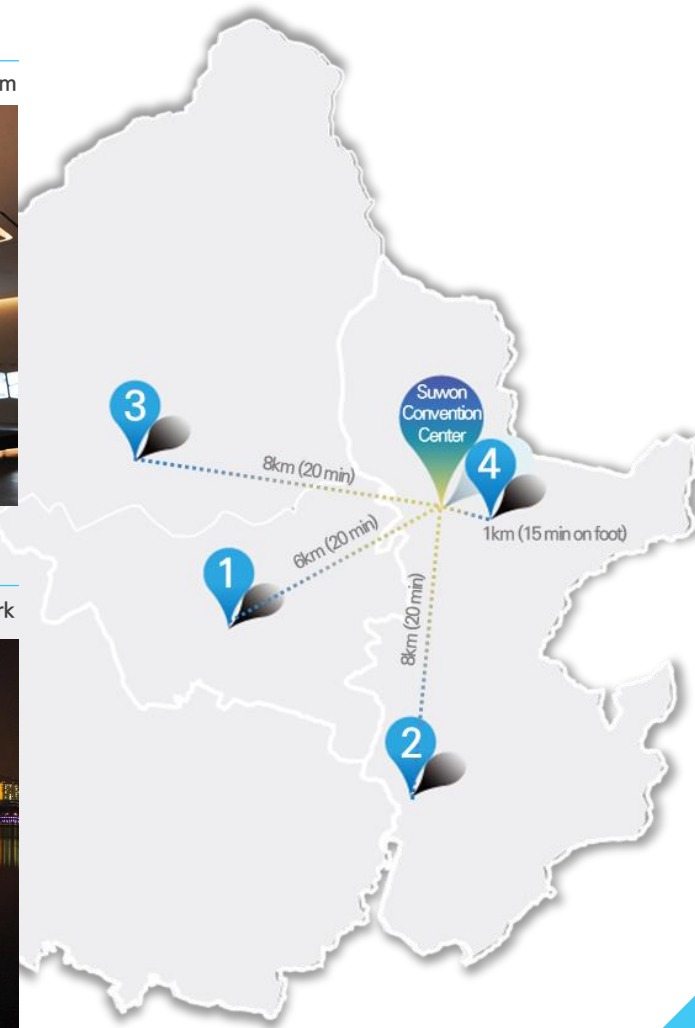 m
3
Suwon
Convention
Center
4
8km (20 min)
1km (15 min on foot)
6km (20 min)
1
8km (20 min)
rk
2